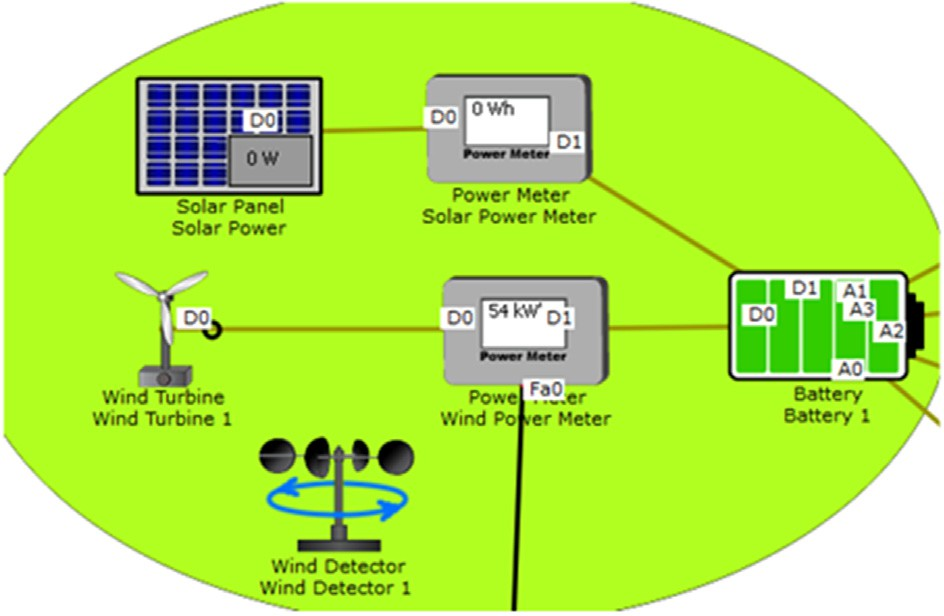 D0
0 W
Solar Panel
Solar Power
D0
0 Wh
D1
Power Meter
Power Meter
Solar Power Meter
D0
Wind Turbine
Wind Turbine 1
D0
54 kW
D1
Power Meter
Fa0
Wind Power Meter
D0
D1
A1
A3
A2
A0
Battery
Battery 1
Wind Detector
Wind Detector 1